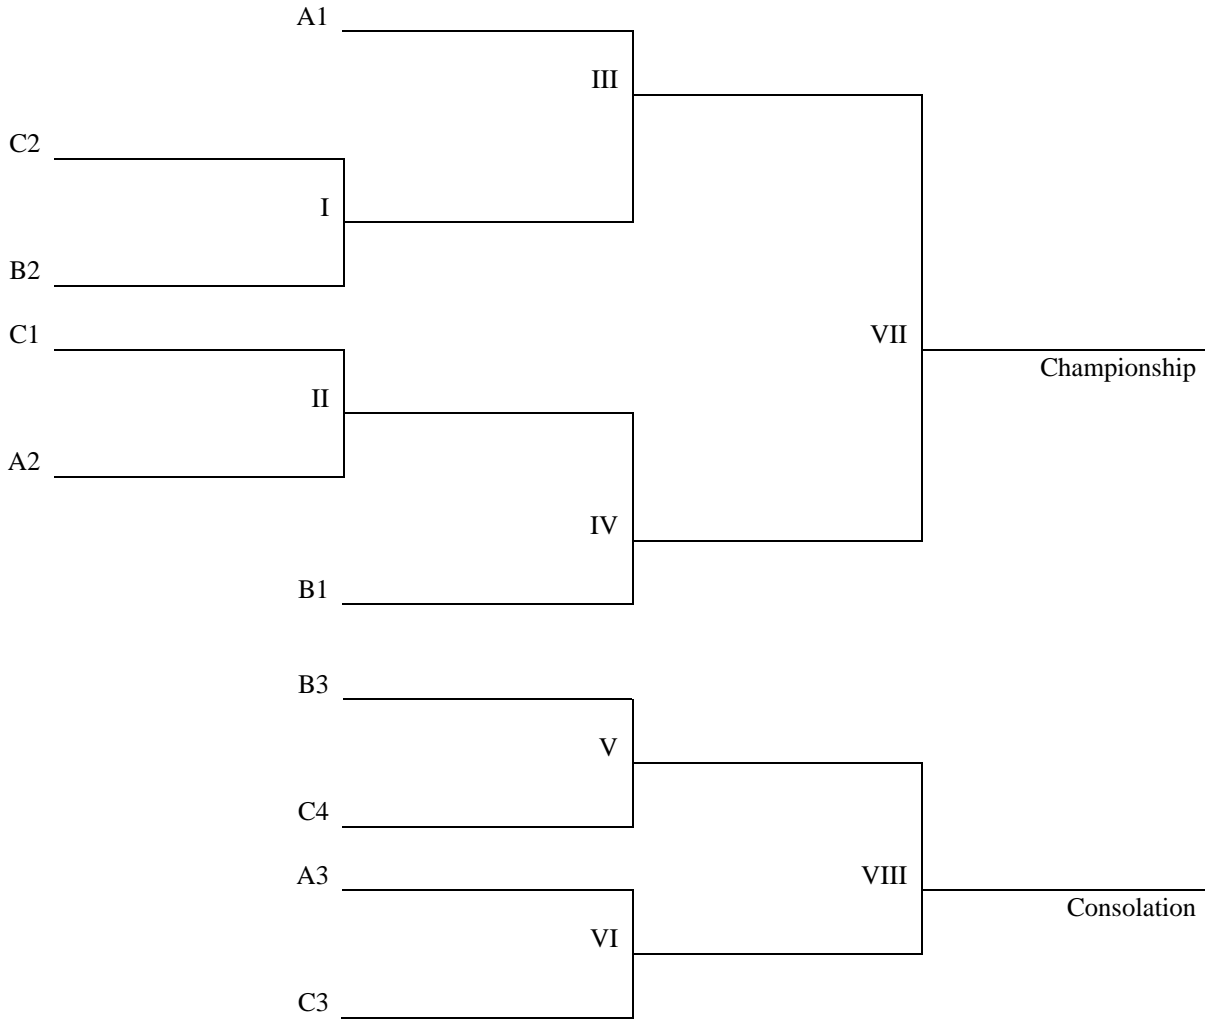 A1
III
C2
I
B2
C1
VII
Championship
II
A2
IV
B1
B3
V
C4
A3
VIII
Consolation
VI
C3